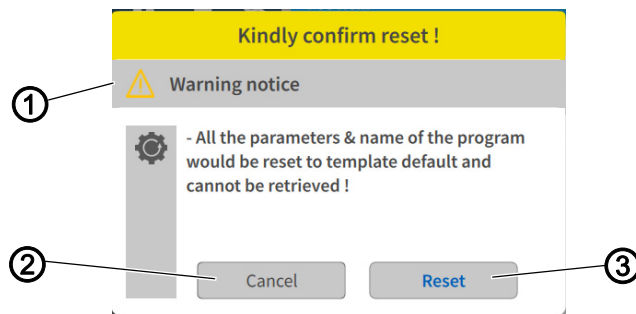 Kindly confirm reset !
1
Warning notice
- All the parameters & name of the program
would be reset to template default and
cannot be retrieved !
2
Cancel
Reset
3